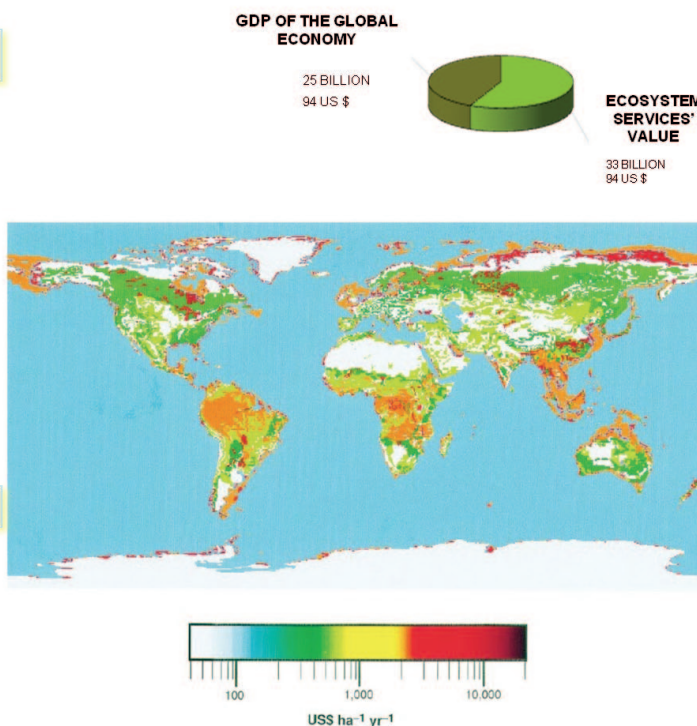 GDP OF THE GLOBAL
ECONOMY
25 BILLION
94 US $
ECOSYSTEM
SERVICES'
VALUE
33 BILLION
94 US $
100
1,000
10,000
US$ ha⁻¹ yr⁻¹